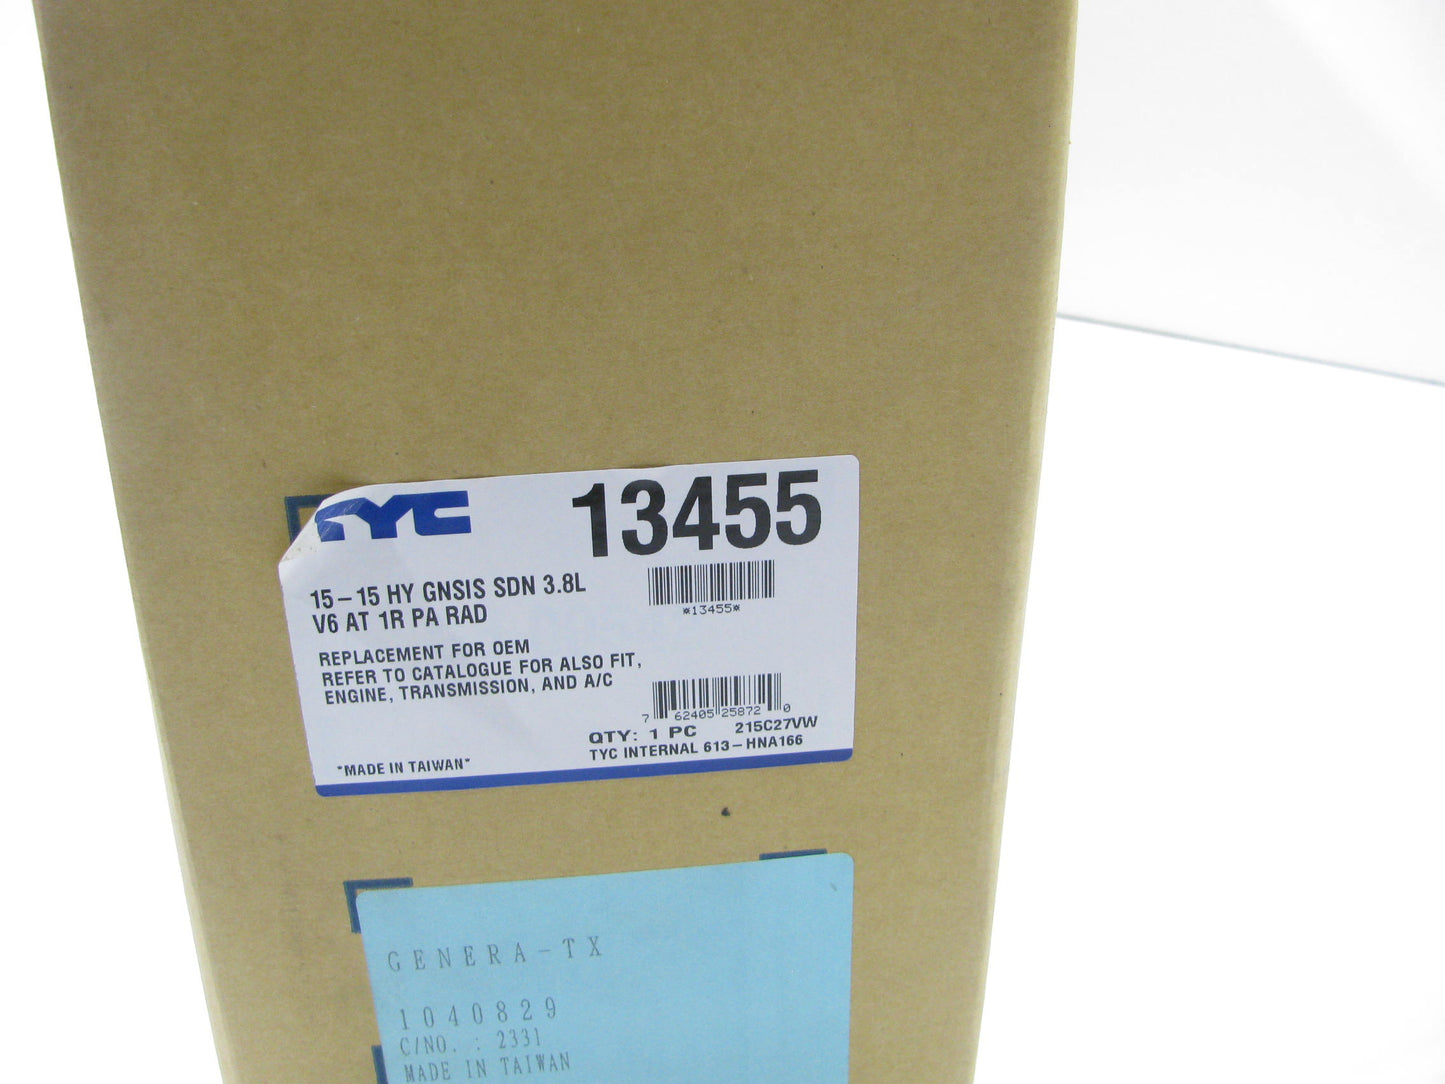 TYC 13455
15-15 HY GNSIS SDN 3.8L
V6 AT 1R PA RAD
*13455*
REPLACEMENT FOR OEM
REFER TO CATALOGUE FOR ALSO FIT,
ENGINE, TRANSMISSION, AND A/C
7 62405 25872 0
QTY: 1 PC 215C27VW
TYC INTERNAL 613-HNA166
*MADE IN TAIWAN*
GENERA-TX
1040829
C/NO. : 2331
MADE IN TAIWAN